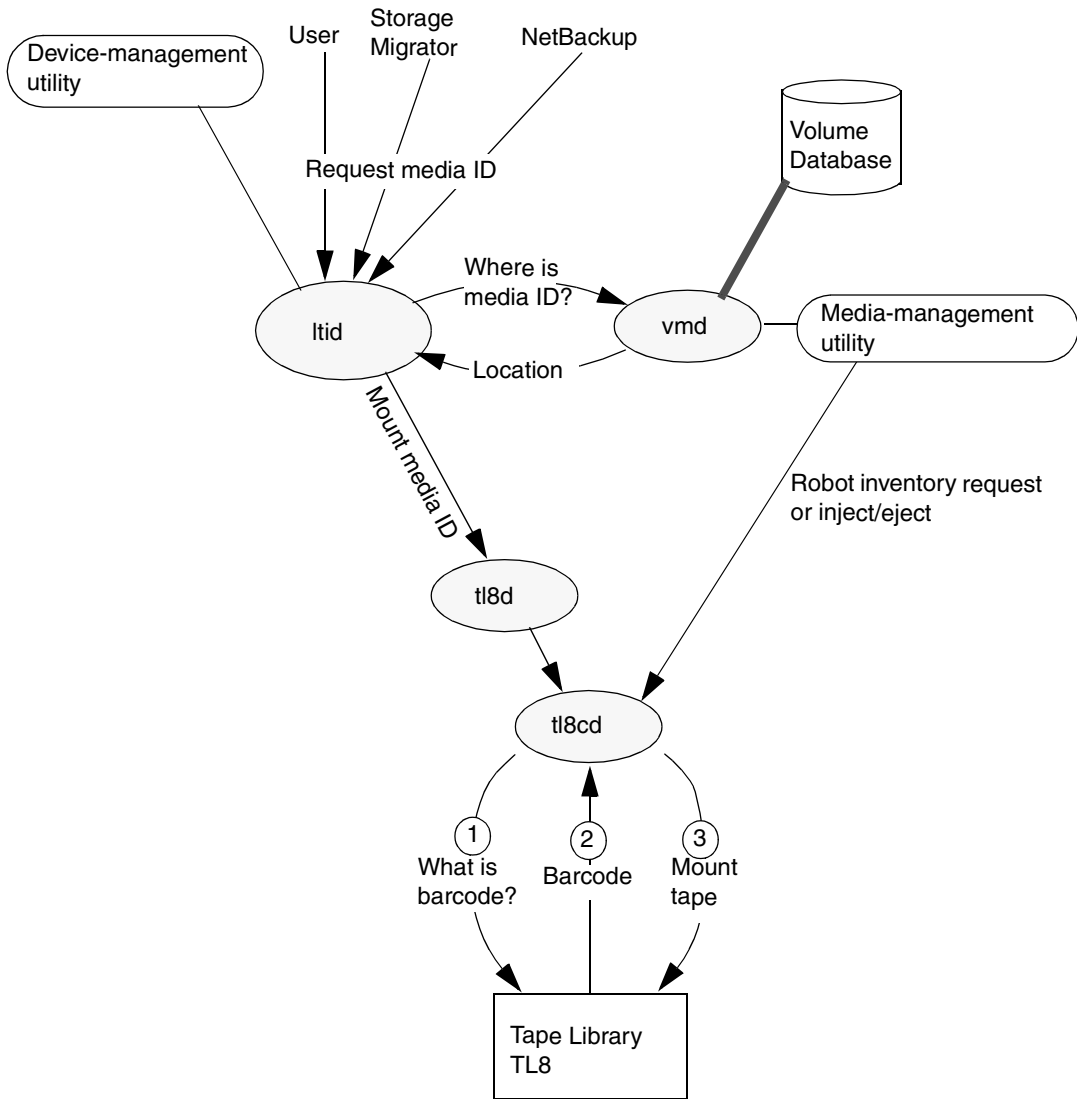 Device-management
utility
User
Storage
Migrator
NetBackup
Volume
Database
Request media ID
Where is
media ID?
ltid
vmd
Media-management
utility
Location
Mount media ID
Robot inventory request
or inject/eject
tl8d
tl8cd
1
What is
barcode?
2
Barcode
3
Mount
tape
Tape Library
TL8